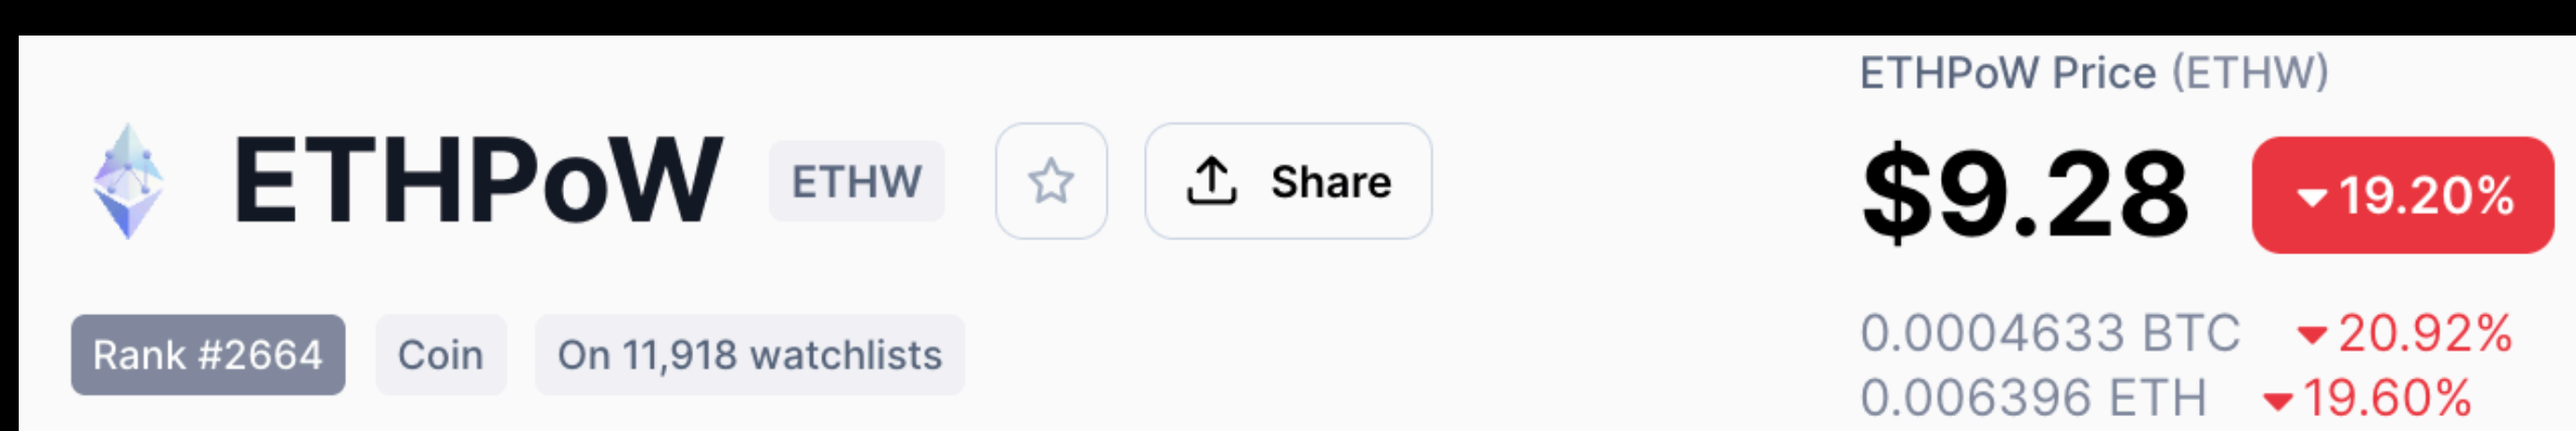 ETHPoW ETHW Share
Rank #2664 Coin On 11,918 watchlists
ETHPoW Price (ETHW)
$9.28 19.20%
0.0004633 BTC 20.92%
0.006396 ETH 19.60%